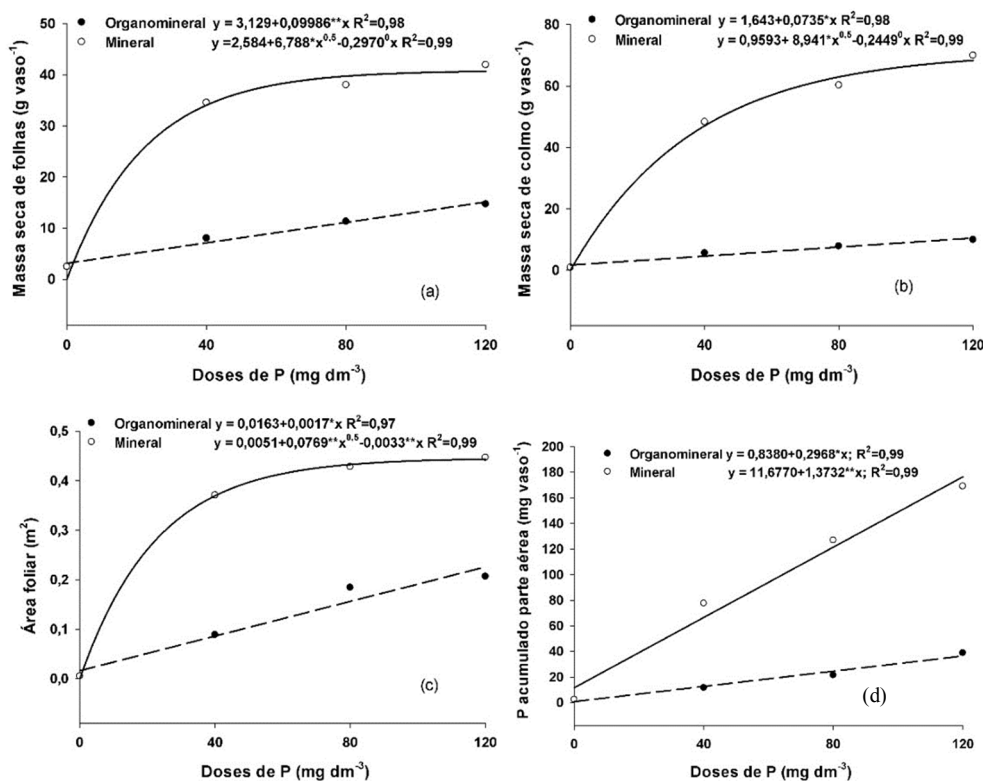 Organomineral y = 3,129+0,09986**x R²=0,98
Mineral y =2,584+6,788*x⁰·⁵-0,2970⁰x R²=0,99
Massa seca de folhas (g vaso⁻¹)
50
40
30
20
10
0
(a)
0 40 80 120
Doses de P (mg dm⁻³)
Organomineral y = 1,643+0,0735*x R²=0,98
Mineral y = 0,9593+ 8,941*x⁰·⁵-0,2449⁰x R²=0,99
Massa seca de colmo (g vaso⁻¹)
80
60
40
20
0
(b)
0 40 80 120
Doses de P (mg dm⁻³)
Organomineral y = 0,0163+0,0017*x R²=0,97
Mineral y = 0,0051+0,0769**x⁰·⁵-0,0033**x R²=0,99
Área foliar (m²)
0,5
0,4
0,3
0,2
0,1
0,0
(c)
0 40 80 120
Doses de P (mg dm⁻³)
Organomineral y = 0,8380+0,2968*x; R²=0,99
Mineral y = 11,6770+1,3732**x; R²=0,99
P acumulado parte aérea (mg vaso⁻¹)
200
180
160
140
120
100
80
60
40
20
0
(d)
0 40 80 120
Doses de P (mg dm⁻³)